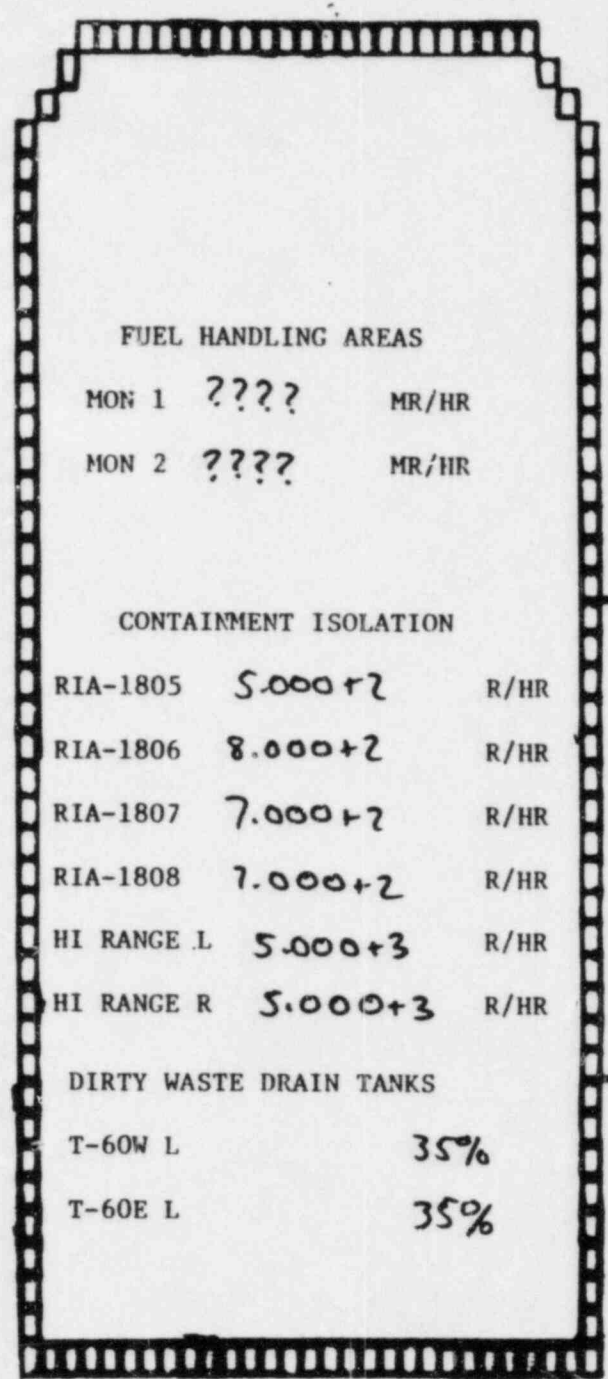 FUEL HANDLING AREAS
MON 1 ???? MR/HR
MON 2 ???? MR/HR
CONTAINMENT ISOLATION
RIA-1805 5.000+2 R/HR
RIA-1806 8.000+2 R/HR
RIA-1807 7.000+2 R/HR
RIA-1808 7.000+2 R/HR
HI RANGE L 5.000+3 R/HR
HI RANGE R 5.000+3 R/HR
DIRTY WASTE DRAIN TANKS
T-60W L 35%
T-60E L 35%